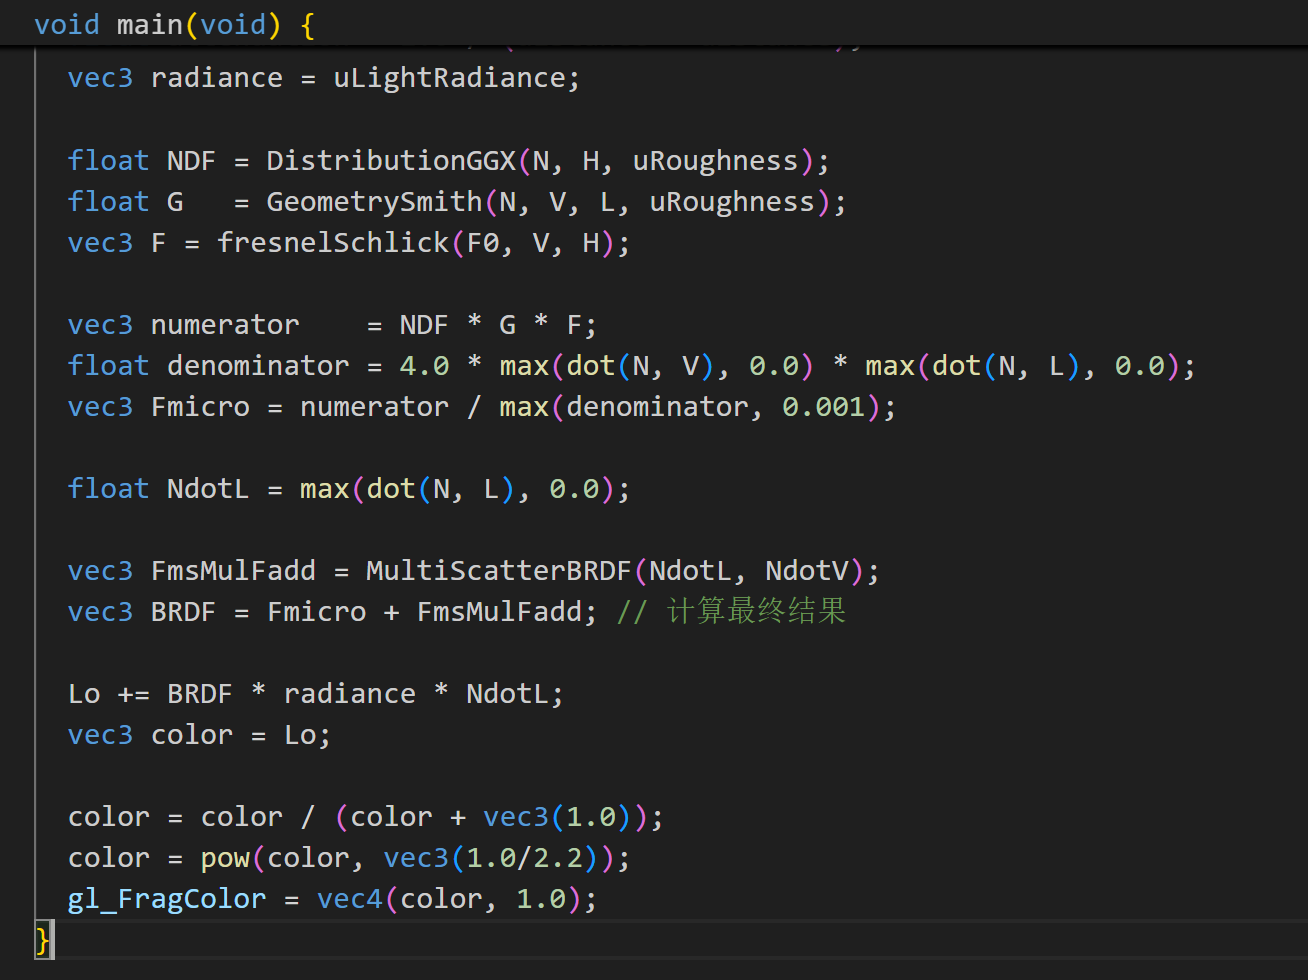 void main(void) {
vec3 radiance = uLightRadiance;
float NDF = DistributionGGX(N, H, uRoughness);
float G   = GeometrySmith(N, V, L, uRoughness);
vec3 F = fresnelSchlick(F0, V, H);
vec3 numerator    = NDF * G * F;
float denominator = 4.0 * max(dot(N, V), 0.0) * max(dot(N, L), 0.0);
vec3 Fmicro = numerator / max(denominator, 0.001);
float NdotL = max(dot(N, L), 0.0);
vec3 FmsMulFadd = MultiScatterBRDF(NdotL, NdotV);
vec3 BRDF = Fmicro + FmsMulFadd; // 计算最终结果
Lo += BRDF * radiance * NdotL;
vec3 color = Lo;
color = color / (color + vec3(1.0));
color = pow(color, vec3(1.0/2.2));
gl_FragColor = vec4(color, 1.0);
}